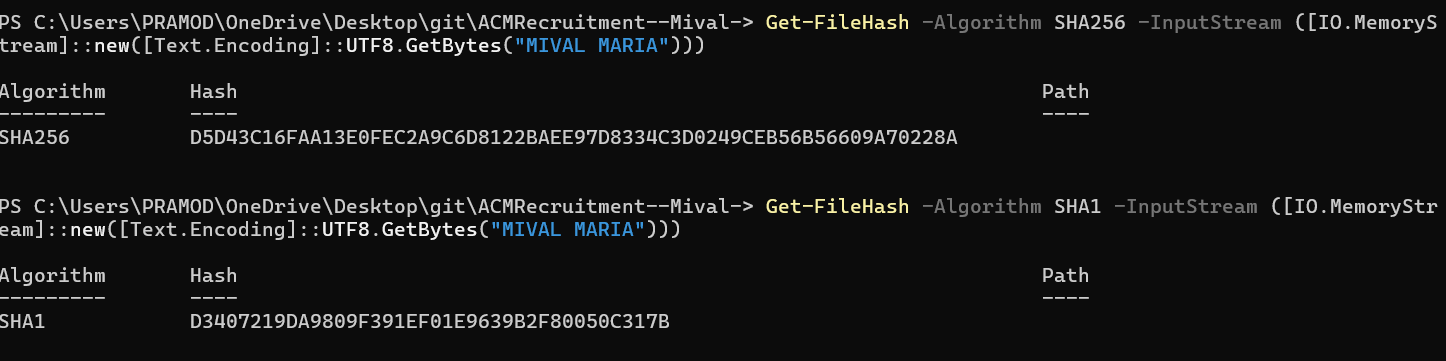 PS C:\Users\PRAMOD\OneDrive\Desktop\git\ACMRecruitment--Mival-> Get-FileHash -Algorithm SHA256 -InputStream ([IO.MemoryS
tream]::new([Text.Encoding]::UTF8.GetBytes("MIVAL MARIA")))
Algorithm Hash Path
--------- ---- ----
SHA256 D5D43C16FAA13E0FEC2A9C6D8122BAEE97D8334C3D0249CEB56B56609A70228A
PS C:\Users\PRAMOD\OneDrive\Desktop\git\ACMRecruitment--Mival-> Get-FileHash -Algorithm SHA1 -InputStream ([IO.MemoryStr
eam]::new([Text.Encoding]::UTF8.GetBytes("MIVAL MARIA")))
Algorithm Hash Path
--------- ---- ----
SHA1 D3407219DA9809F391EF01E9639B2F80050C317B